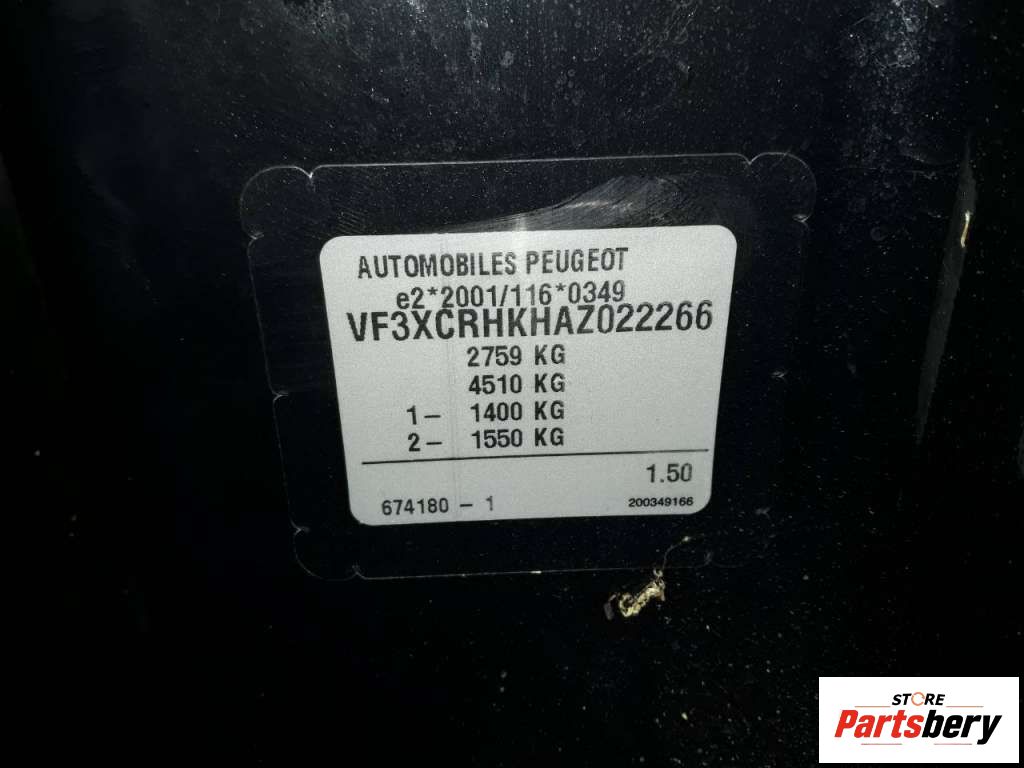 AUTOMOBILES PEUGEOT
e2*2001/116*0349
VF3XCRHKHAZ022266
2759 KG
4510 KG
1- 1400 KG
2- 1550 KG
1.50
674180 - 1 200349166
STORE
Partsbery